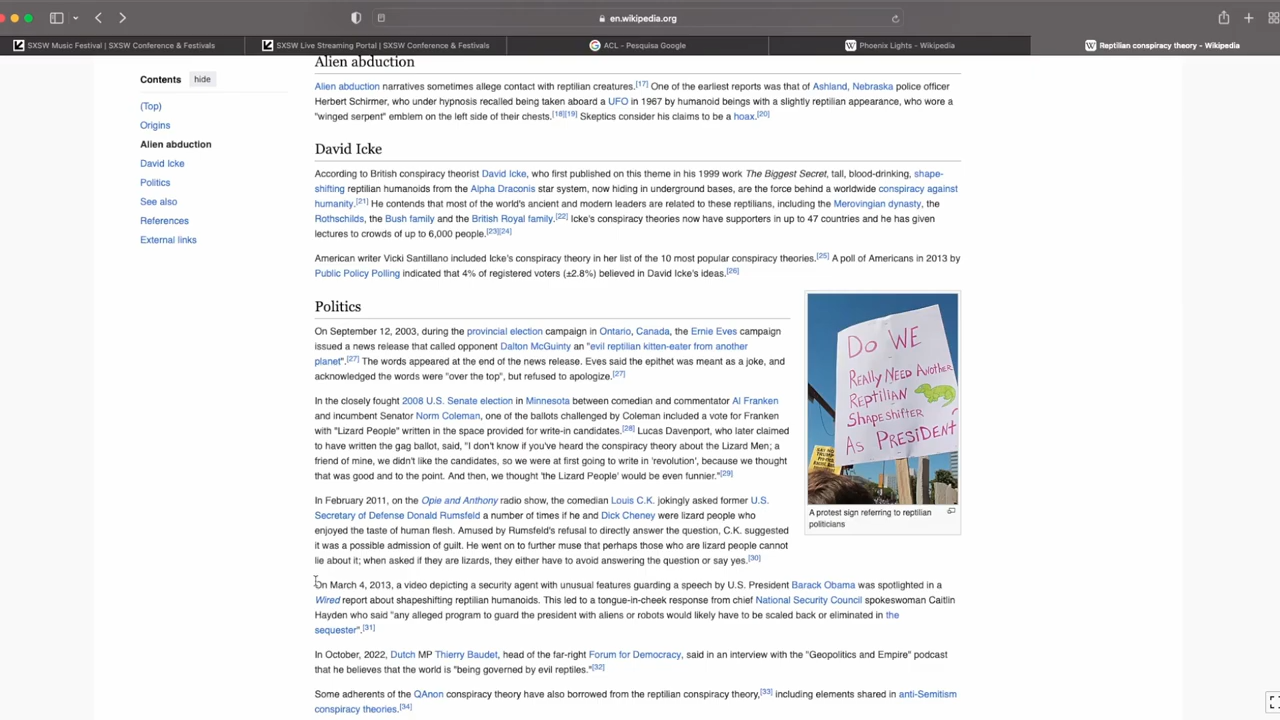 en.wikipedia.org
SXSW Music Festival | SXSW Conference & Festivals
SXSW Live Streaming Portal | SXSW Conference & Festivals
ACL - Pesquisa Google
Phoenix Lights - Wikipedia
Reptilian conspiracy theory - Wikipedia
Contents hide
(Top)
Origins
Alien abduction
David Icke
Politics
See also
References
External links
Alien abduction
Alien abduction narratives sometimes allege contact with reptilian creatures.[17] One of the earliest reports was that of Ashland, Nebraska police officer
Herbert Schirmer, who under hypnosis recalled being taken aboard a UFO in 1967 by humanoid beings with a slightly reptilian appearance, who wore a
"winged serpent" emblem on the left side of their chests.[18][19] Skeptics consider his claims to be a hoax.[20]
David Icke
According to British conspiracy theorist David Icke, who first published on this theme in his 1999 work The Biggest Secret, tall, blood-drinking, shape-
shifting reptilian humanoids from the Alpha Draconis star system, now hiding in underground bases, are the force behind a worldwide conspiracy against
humanity.[21] He contends that most of the world's ancient and modern leaders are related to these reptilians, including the Merovingian dynasty, the
Rothschilds, the Bush family and the British Royal family.[22] Icke's conspiracy theories now have supporters in up to 47 countries and he has given
lectures to crowds of up to 6,000 people.[23][24]
American writer Vicki Santillano included Icke's conspiracy theory in her list of the 10 most popular conspiracy theories.[25] A poll of Americans in 2013 by
Public Policy Polling indicated that 4% of registered voters (±2.8%) believed in David Icke's ideas.[26]
Politics
On September 12, 2003, during the provincial election campaign in Ontario, Canada, the Ernie Eves campaign
issued a news release that called opponent Dalton McGuinty an "evil reptilian kitten-eater from another
planet".[27] The words appeared at the end of the news release. Eves said the epithet was meant as a joke, and
acknowledged the words were "over the top", but refused to apologize.[27]
In the closely fought 2008 U.S. Senate election in Minnesota between comedian and commentator Al Franken
and incumbent Senator Norm Coleman, one of the ballots challenged by Coleman included a vote for Franken
with "Lizard People" written in the space provided for write-in candidates.[28] Lucas Davenport, who later claimed
to have written the gag ballot, said, "I don't know if you've heard the conspiracy theory about the Lizard Men; a
friend of mine, we didn't like the candidates, so we were at first going to write in 'revolution', because we thought
that was good and to the point. And then, we thought 'the Lizard People' would be even funnier."[29]
In February 2011, on the Opie and Anthony radio show, the comedian Louis C.K. jokingly asked former U.S.
Secretary of Defense Donald Rumsfeld a number of times if he and Dick Cheney were lizard people who
enjoyed the taste of human flesh. Amused by Rumsfeld's refusal to directly answer the question, C.K. suggested
it was a possible admission of guilt. He went on to further muse that perhaps those who are lizard people cannot
lie about it; when asked if they are lizards, they either have to avoid answering the question or say yes.[30]
DO WE
REALLY NEED ANOTHER
REPTILIAN
SHAPESHIFTER
AS PRESIDENT
A protest sign referring to reptilian
politicians
On March 4, 2013, a video depicting a security agent with unusual features guarding a speech by U.S. President Barack Obama was spotlighted in a
Wired report about shapeshifting reptilian humanoids. This led to a tongue-in-cheek response from chief National Security Council spokeswoman Caitlin
Hayden who said "any alleged program to guard the president with aliens or robots would likely have to be scaled back or eliminated in the
sequester".[31]
In October, 2022, Dutch MP Thierry Baudet, head of the far-right Forum for Democracy, said in an interview with the "Geopolitics and Empire" podcast
that he believes that the world is "being governed by evil reptiles."[32]
Some adherents of the QAnon conspiracy theory have also borrowed from the reptilian conspiracy theory,[33] including elements shared in anti-Semitism
conspiracy theories.[34]